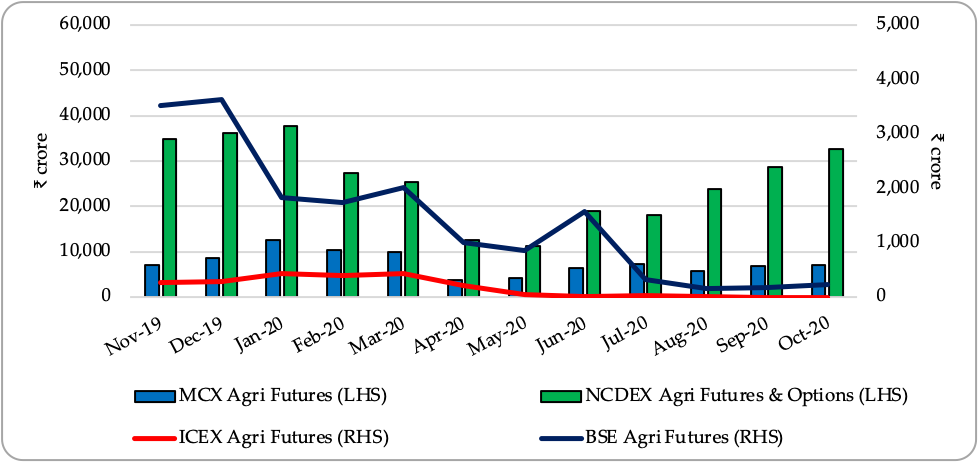 60,000
50,000
40,000
30,000
20,000
10,000
0
₹ crore
5,000
4,000
3,000
2,000
1,000
0
₹ crore
Nov-19
Dec-19
Jan-20
Feb-20
Mar-20
Apr-20
May-20
Jun-20
Jul-20
Aug-20
Sep-20
Oct-20
MCX Agri Futures (LHS)
NCDEX Agri Futures & Options (LHS)
ICEX Agri Futures (RHS)
BSE Agri Futures (RHS)